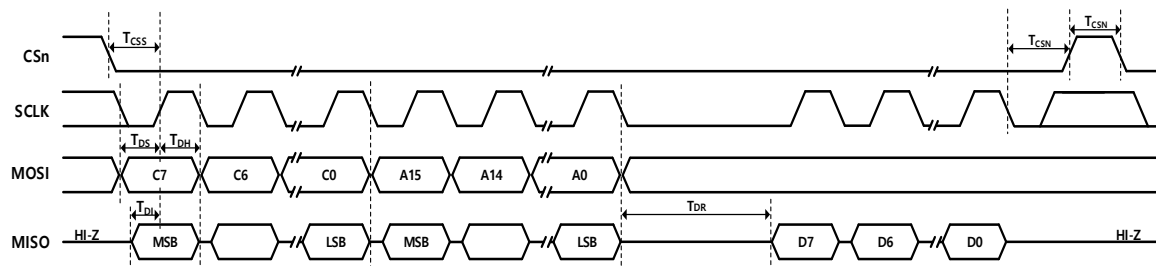 CSn TCSS TCSN TCSN
SCLK
TDS TDH
MOSI C7 C6 C0 A15 A14 A0
TDI TDR
MISO HI-Z MSB LSB MSB LSB D7 D6 D0 HI-Z